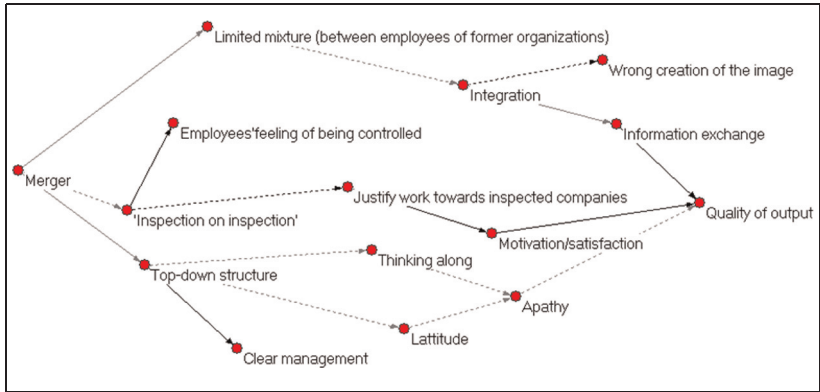 Limited mixture (between employees of former organizations)
Wrong creation of the image
Integration
Employees'feeling of being controlled
Information exchange
Merger
Justify work towards inspected companies
'Inspection on inspection'
Quality of output
Motivation/satisfaction
Thinking along
Top-down structure
Apathy
Lattitude
Clear management